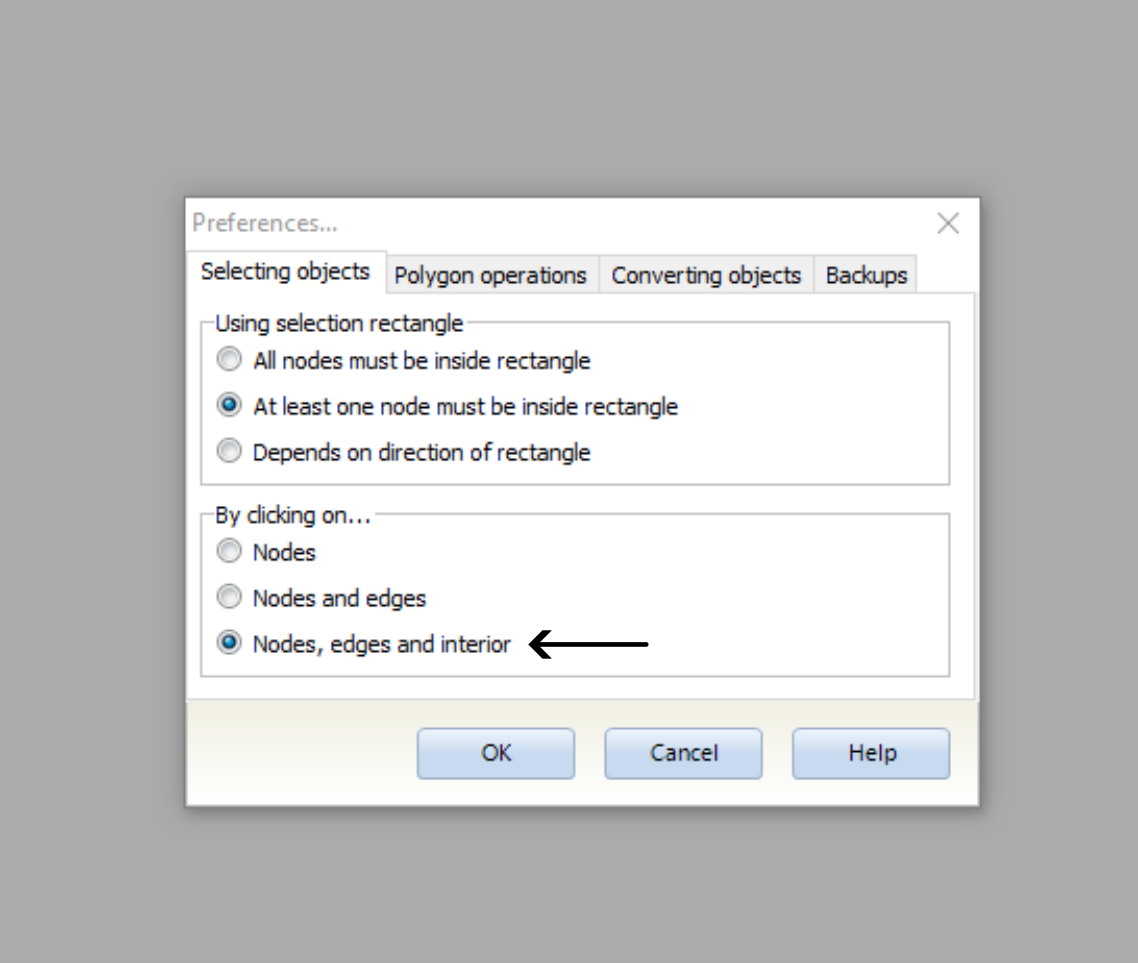 Preferences...
Selecting objects Polygon operations Converting objects Backups
Using selection rectangle
All nodes must be inside rectangle
At least one node must be inside rectangle
Depends on direction of rectangle
By clicking on...
Nodes
Nodes and edges
Nodes, edges and interior
OK Cancel Help